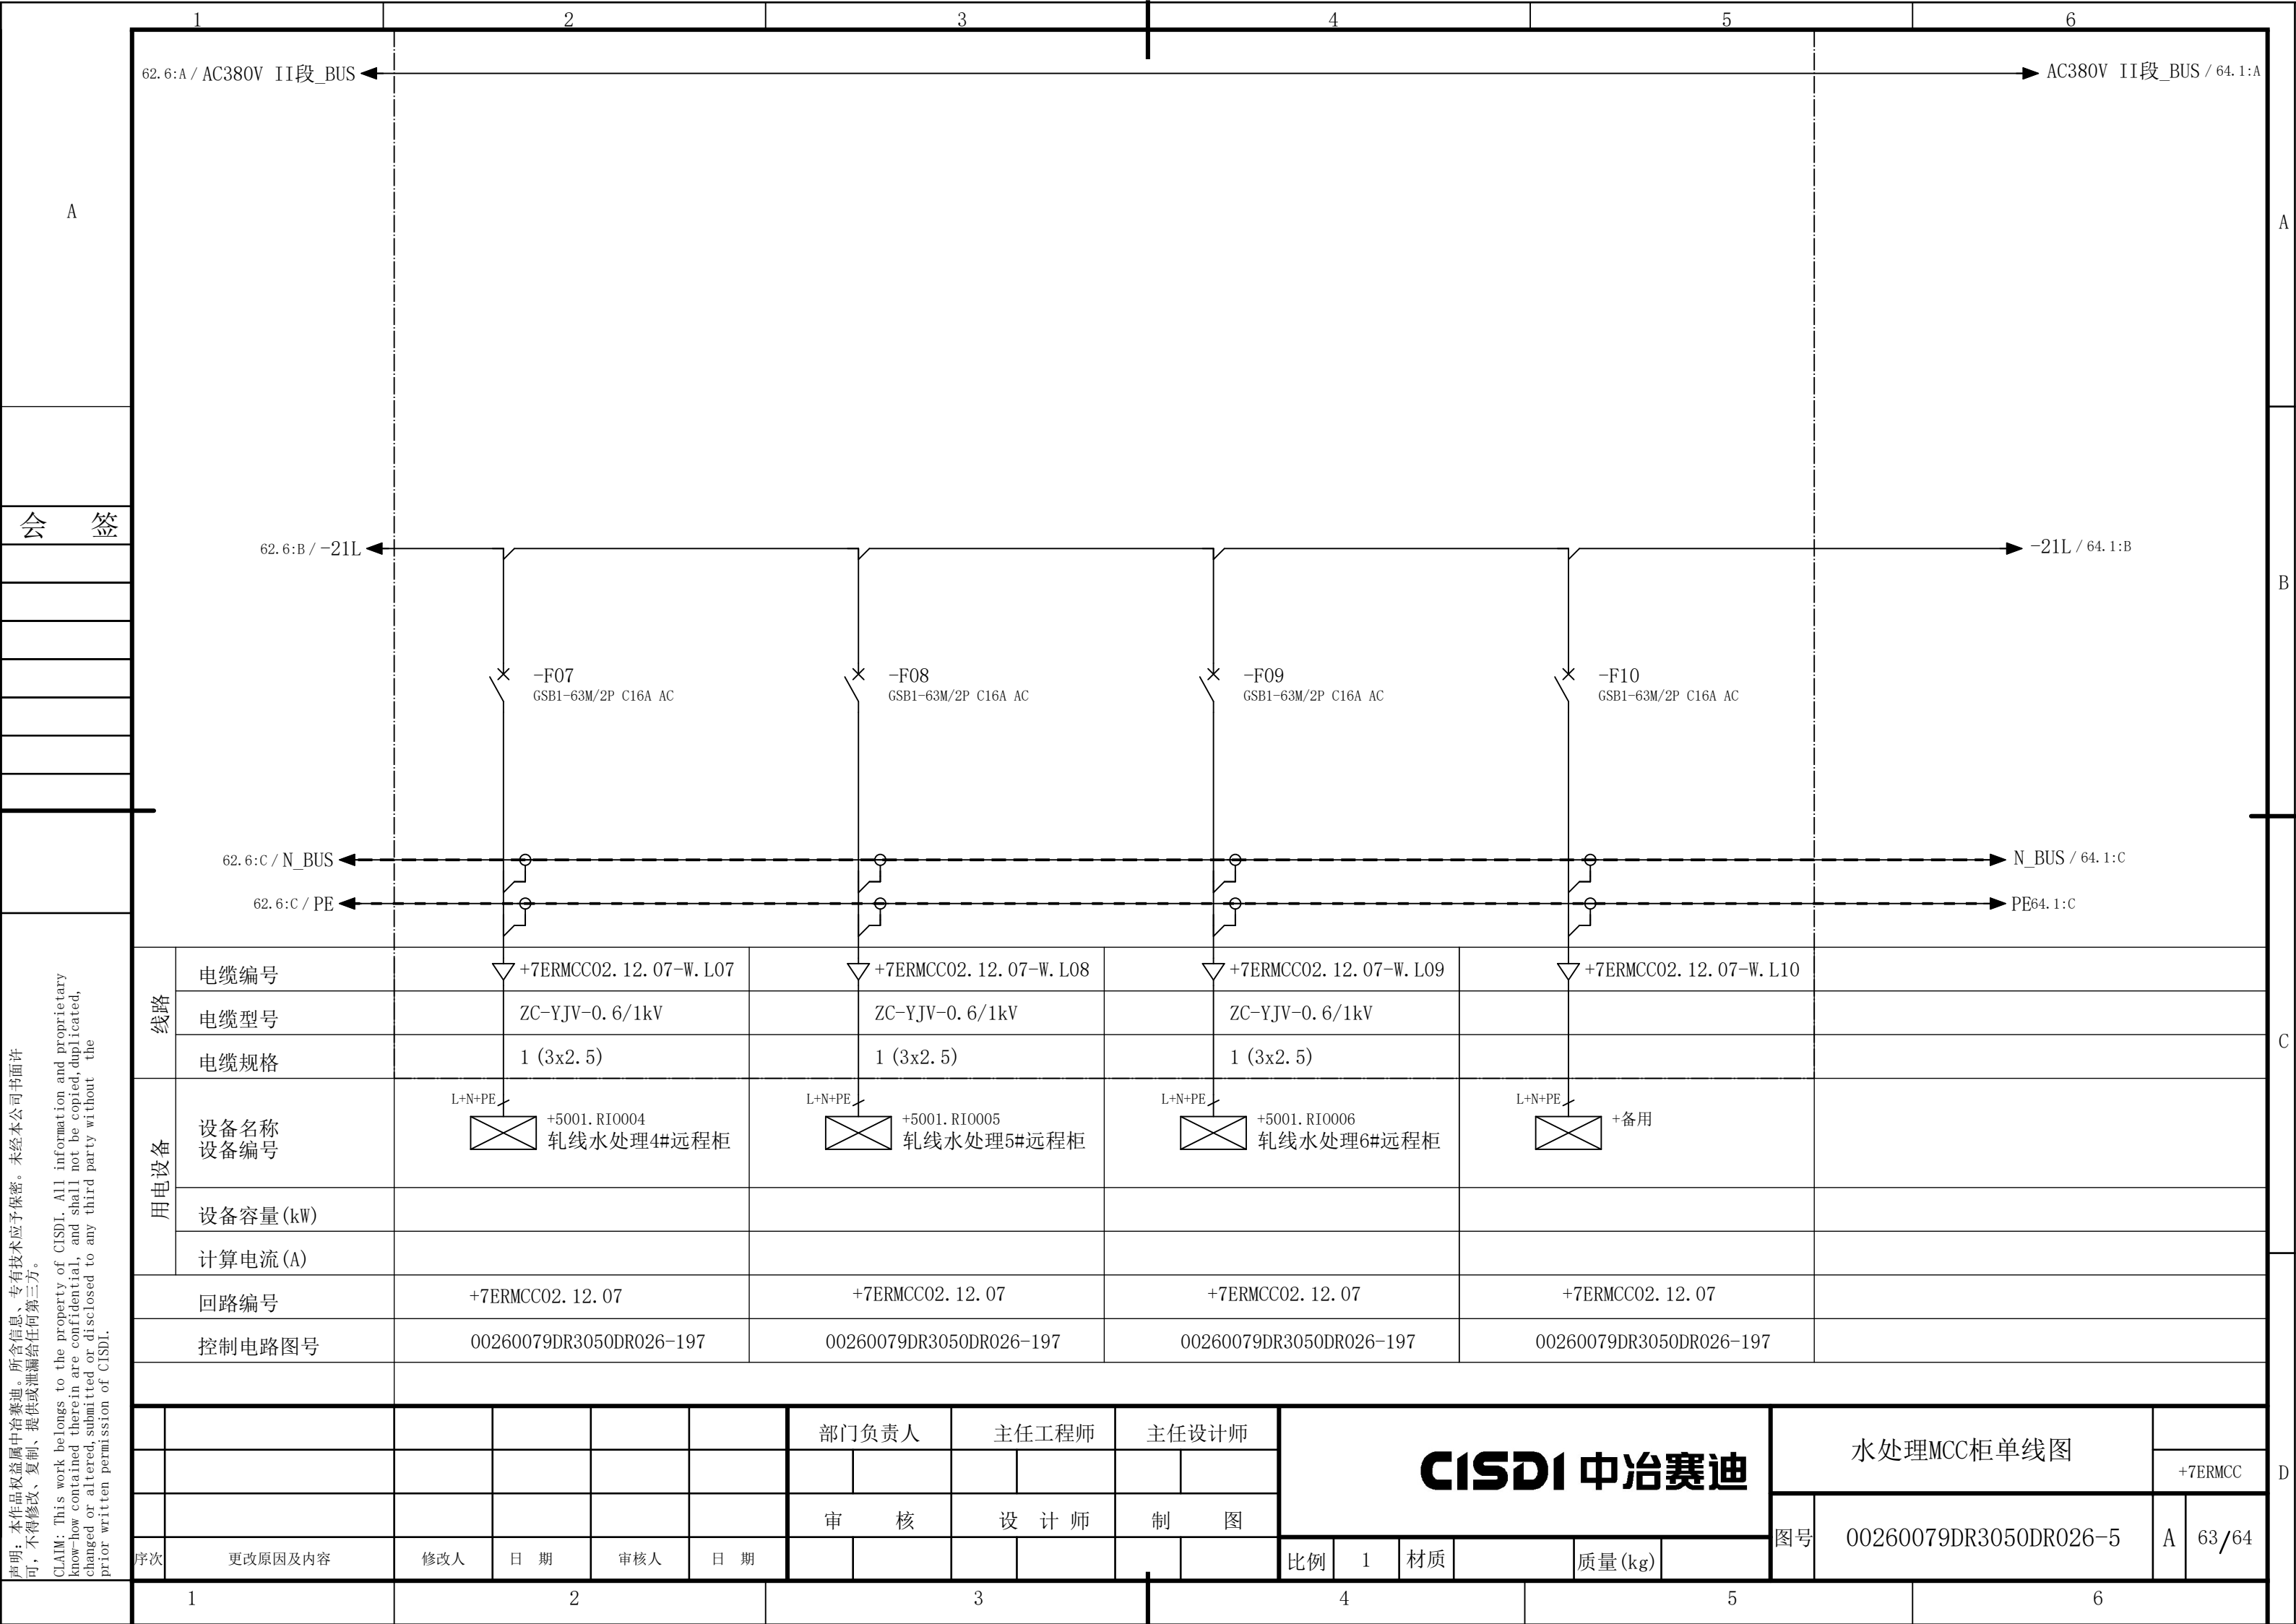 1 2 3 4 5 6
62.6:A / AC380V II段_BUS
AC380V II段_BUS / 64.1:A
A
A
会 签
62.6:B / -21L
-21L / 64.1:B
B
-F07
GSB1-63M/2P C16A AC
-F08
GSB1-63M/2P C16A AC
-F09
GSB1-63M/2P C16A AC
-F10
GSB1-63M/2P C16A AC
62.6:C / N_BUS
N_BUS / 64.1:C
62.6:C / PE
PE64.1:C
线路
电缆编号 +7ERMCC02.12.07-W.L07 +7ERMCC02.12.07-W.L08 +7ERMCC02.12.07-W.L09 +7ERMCC02.12.07-W.L10
电缆型号 ZC-YJV-0.6/1kV ZC-YJV-0.6/1kV ZC-YJV-0.6/1kV
电缆规格 1 (3x2.5) 1 (3x2.5) 1 (3x2.5)
C
用电设备
设备名称
设备编号
L+N+PE +5001.RIO004
轧线水处理4#远程柜
L+N+PE +5001.RIO005
轧线水处理5#远程柜
L+N+PE +5001.RIO006
轧线水处理6#远程柜
L+N+PE +备用
设备容量(kW)
计算电流(A)
回路编号 +7ERMCC02.12.07 +7ERMCC02.12.07 +7ERMCC02.12.07 +7ERMCC02.12.07
控制电路图号 00260079DR3050DR026-197 00260079DR3050DR026-197 00260079DR3050DR026-197 00260079DR3050DR026-197
声明: 本作品权益属中冶赛迪。所含信息、专有技术应予保密。未经本公司书面许
可, 不得修改、复制、提供或泄漏给任何第三方。
CLAIM: This work belongs to the property of CISDI. All information and proprietary
know-how contained therein are confidential, and shall not be copied,duplicated,
changed or altered,submitted or disclosed to any third party without the
prior written permission of CISDI.
部门负责人 主任工程师 主任设计师
审 核 设 计 师 制 图
序次 更改原因及内容 修改人 日 期 审核人 日 期
CISDI 中冶赛迪
比例 1 材质 质量(kg)
水处理MCC柜单线图
+7ERMCC
图号 00260079DR3050DR026-5 A 63/64
D
1 2 3 4 5 6